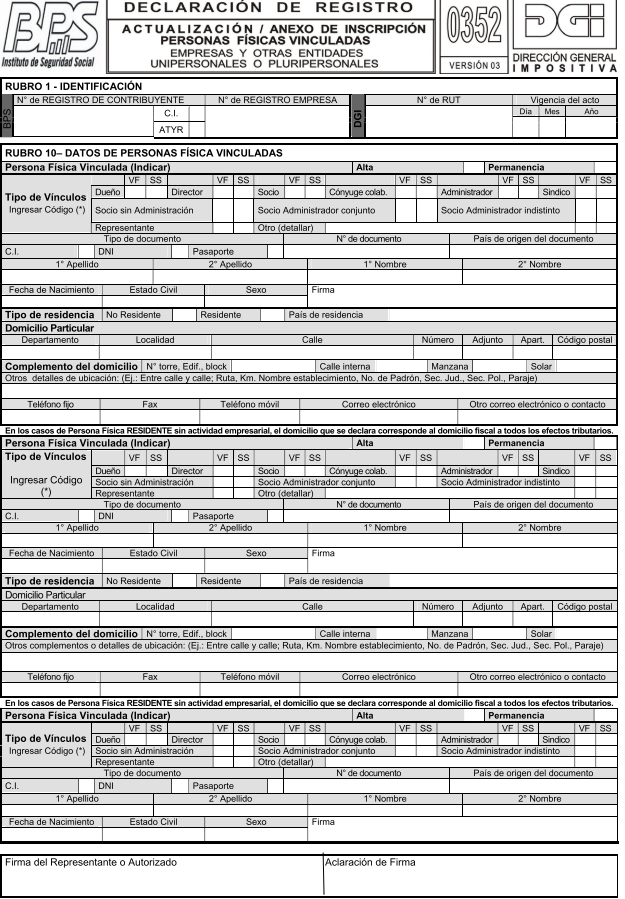 DECLARACIÓN DE REGISTRO
BPS
Instituto de Seguridad Social
ACTUALIZACIÓN / ANEXO DE INSCRIPCIÓN
PERSONAS FÍSICAS VINCULADAS
EMPRESAS Y OTRAS ENTIDADES
UNIPERSONALES O PLURIPERSONALES
0352
VERSIÓN 03
DGI
DIRECCIÓN GENERAL
IMPOSITIVA
RUBRO 1 - IDENTIFICACIÓN
BPS N° de REGISTRO DE CONTRIBUYENTE N° de REGISTRO EMPRESA DGI N° de RUT Vigencia del acto
C.I. Día Mes Año
ATYR
RUBRO 10– DATOS DE PERSONAS FÍSICA VINCULADAS
Persona Física Vinculada (Indicar) Alta Permanencia
Tipo de Vínculos VF SS VF SS VF SS VF SS VF SS VF SS
Dueño Director Socio Cónyuge colab. Administrador Sindico
Ingresar Código (*) Socio sin Administración Socio Administrador conjunto Socio Administrador indistinto
Representante Otro (detallar)
Tipo de documento N° de documento País de origen del documento
C.I. DNI Pasaporte
1° Apellido 2° Apellido 1° Nombre 2° Nombre
Fecha de Nacimiento Estado Civil Sexo Firma
Tipo de residencia No Residente Residente País de residencia
Domicilio Particular
Departamento Localidad Calle Número Adjunto Apart. Código postal
Complemento del domicilio N° torre, Edif., block Calle interna Manzana Solar
Otros detalles de ubicación: (Ej.: Entre calle y calle; Ruta, Km. Nombre establecimiento, No. de Padrón, Sec. Jud., Sec. Pol., Paraje)
Teléfono fijo Fax Teléfono móvil Correo electrónico Otro correo electrónico o contacto
En los casos de Persona Física RESIDENTE sin actividad empresarial, el domicilio que se declara corresponde al domicilio fiscal a todos los efectos tributarios.
Persona Física Vinculada (Indicar) Alta Permanencia
Tipo de Vínculos VF SS VF SS VF SS VF SS VF SS VF SS
Dueño Director Socio Cónyuge colab. Administrador Sindico
Ingresar Código (*) Socio sin Administración Socio Administrador conjunto Socio Administrador indistinto
Representante Otro (detallar)
Tipo de documento N° de documento País de origen del documento
C.I. DNI Pasaporte
1° Apellido 2° Apellido 1° Nombre 2° Nombre
Fecha de Nacimiento Estado Civil Sexo Firma
Tipo de residencia No Residente Residente País de residencia
Domicilio Particular
Departamento Localidad Calle Número Adjunto Apart. Código postal
Complemento del domicilio N° torre, Edif., block Calle interna Manzana Solar
Otros complementos o detalles de ubicación: (Ej.: Entre calle y calle; Ruta, Km. Nombre establecimiento, No. de Padrón, Sec. Jud., Sec. Pol., Paraje)
Teléfono fijo Fax Teléfono móvil Correo electrónico Otro correo electrónico o contacto
En los casos de Persona Física RESIDENTE sin actividad empresarial, el domicilio que se declara corresponde al domicilio fiscal a todos los efectos tributarios.
Persona Física Vinculada (Indicar) Alta Permanencia
Tipo de Vínculos VF SS VF SS VF SS VF SS VF SS VF SS
Dueño Director Socio Cónyuge colab. Administrador Sindico
Ingresar Código (*) Socio sin Administración Socio Administrador conjunto Socio Administrador indistinto
Representante Otro (detallar)
Tipo de documento N° de documento País de origen del documento
C.I. DNI Pasaporte
1° Apellido 2° Apellido 1° Nombre 2° Nombre
Fecha de Nacimiento Estado Civil Sexo Firma
Firma del Representante o Autorizado Aclaración de Firma